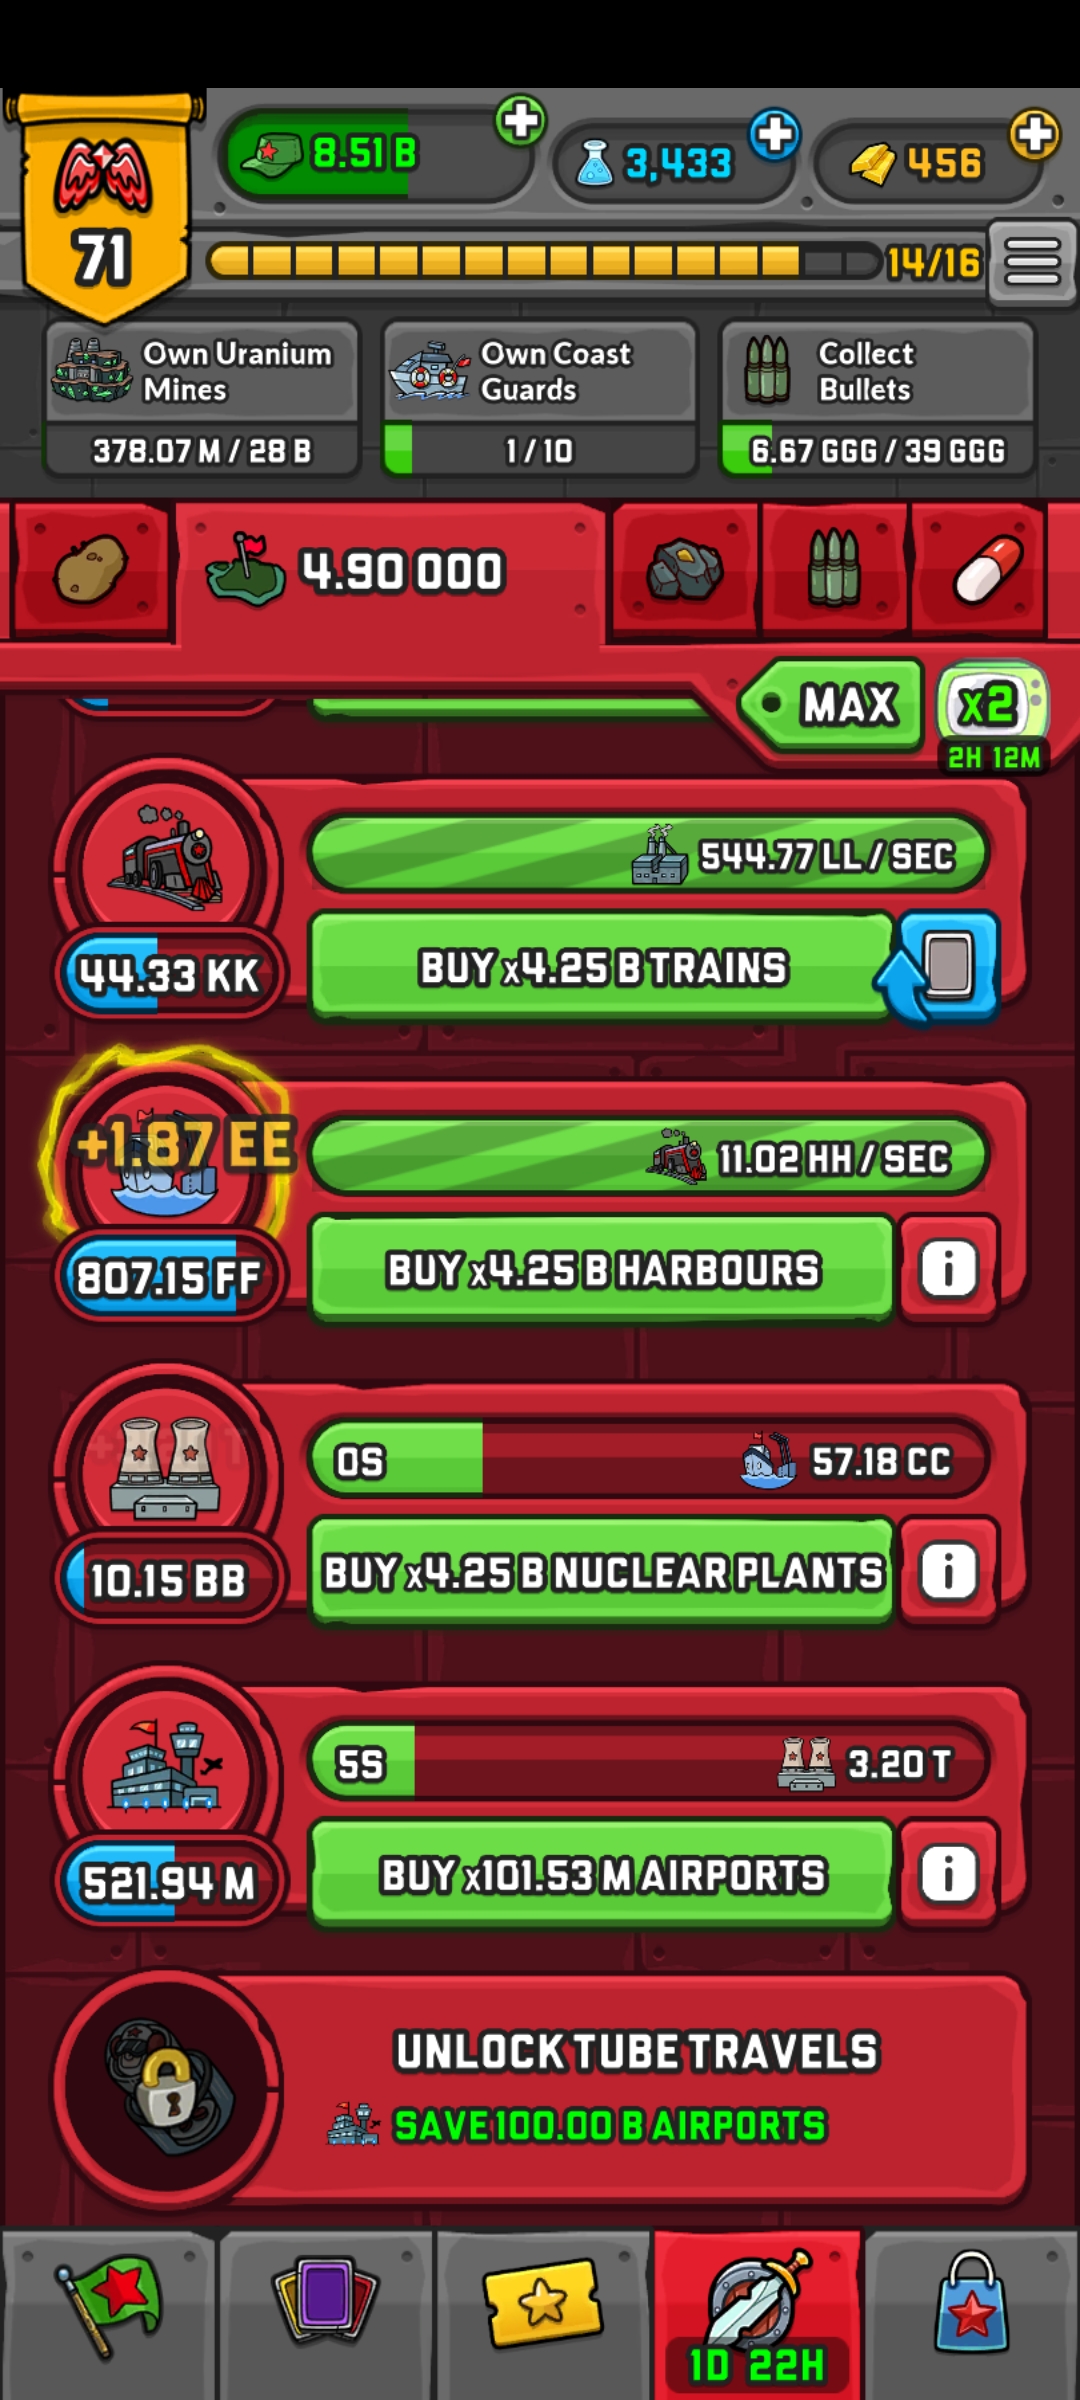 8.51 B
3,433
456
71
14/16
Own Uranium
Mines
378.07 M / 28 B
Own Coast
Guards
1 / 10
Collect
Bullets
6.67 GGG / 39 GGG
4.90 000
MAX
x2
2H 12M
544.77 LL / SEC
44.33 KK
BUY x4.25 B TRAINS
+1.87 EE
11.02 HH / SEC
807.15 FF
BUY x4.25 B HARBOURS
i
0S
57.18 CC
10.15 BB
BUY x4.25 B NUCLEAR PLANTS
i
5S
3.20 T
521.94 M
BUY x101.53 M AIRPORTS
i
UNLOCK TUBE TRAVELS
SAVE 100.00 B AIRPORTS
1D 22H